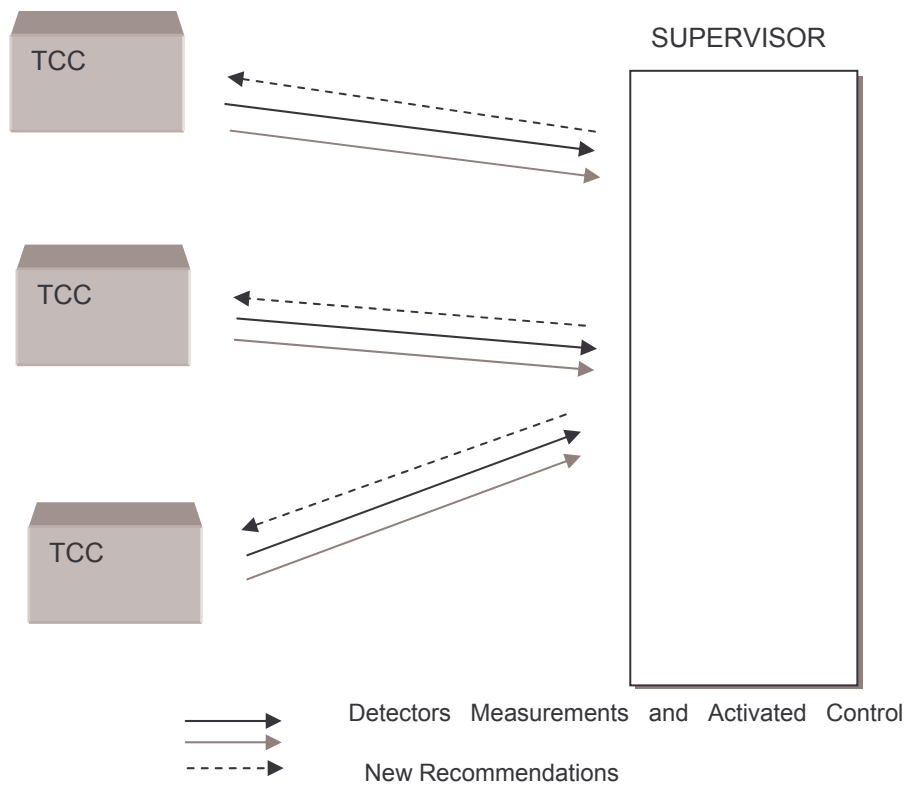 SUPERVISOR
TCC
TCC
TCC
Detectors Measurements and Activated Control
New Recommendations